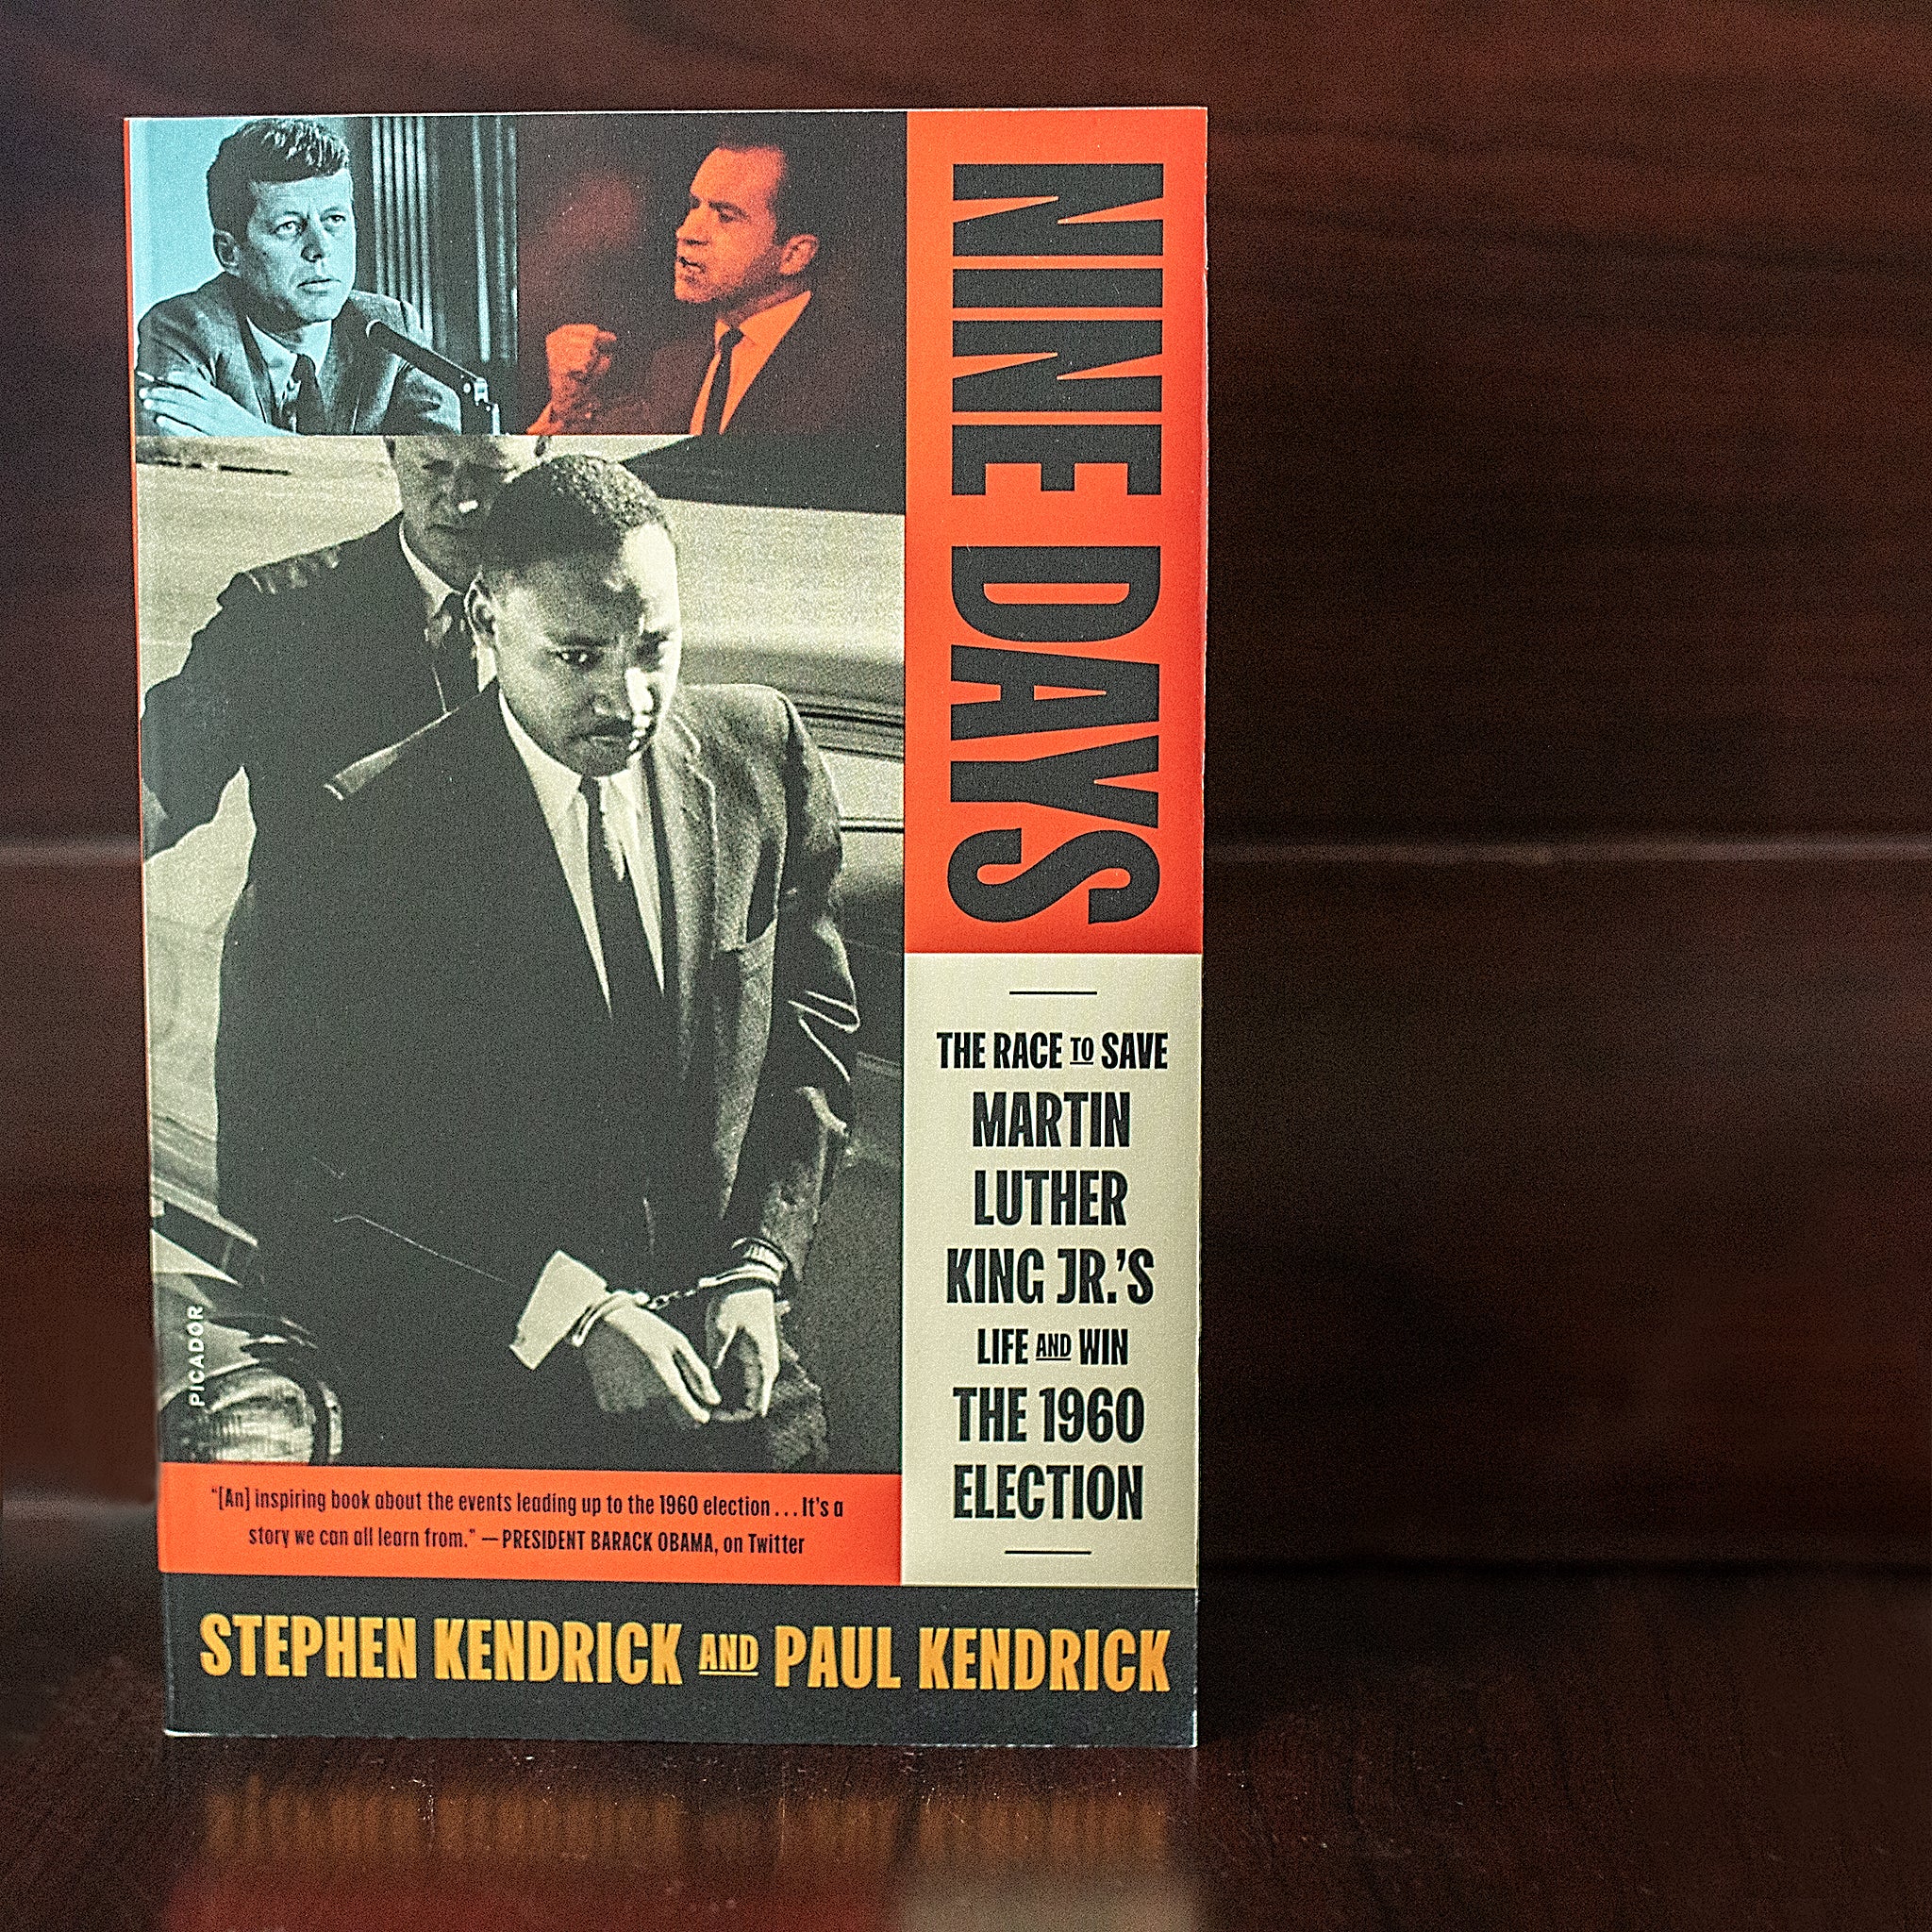 NINE DAYS
THE RACE TO SAVE
MARTIN
LUTHER
KING JR.'S
LIFE AND WIN
THE 1960
ELECTION
PICADOR
"[An] inspiring book about the events leading up to the 1960 election . . . It's a
story we can all learn from." —PRESIDENT BARACK OBAMA, on Twitter
STEPHEN KENDRICK AND PAUL KENDRICK